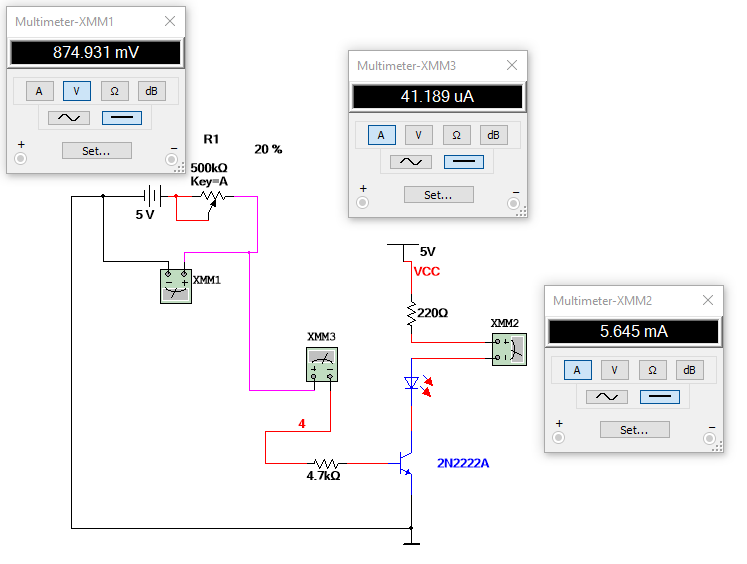 Multimeter-XMM1
874.931 mV
A V Ω dB
+ −
Set...
Multimeter-XMM3
41.189 uA
A V Ω dB
+ −
Set...
R1
20 %
500kΩ
Key=A
5 V
XMM1
5V
VCC
220Ω
XMM2
XMM3
4
4.7kΩ
2N2222A
Multimeter-XMM2
5.645 mA
A V Ω dB
+ −
Set...